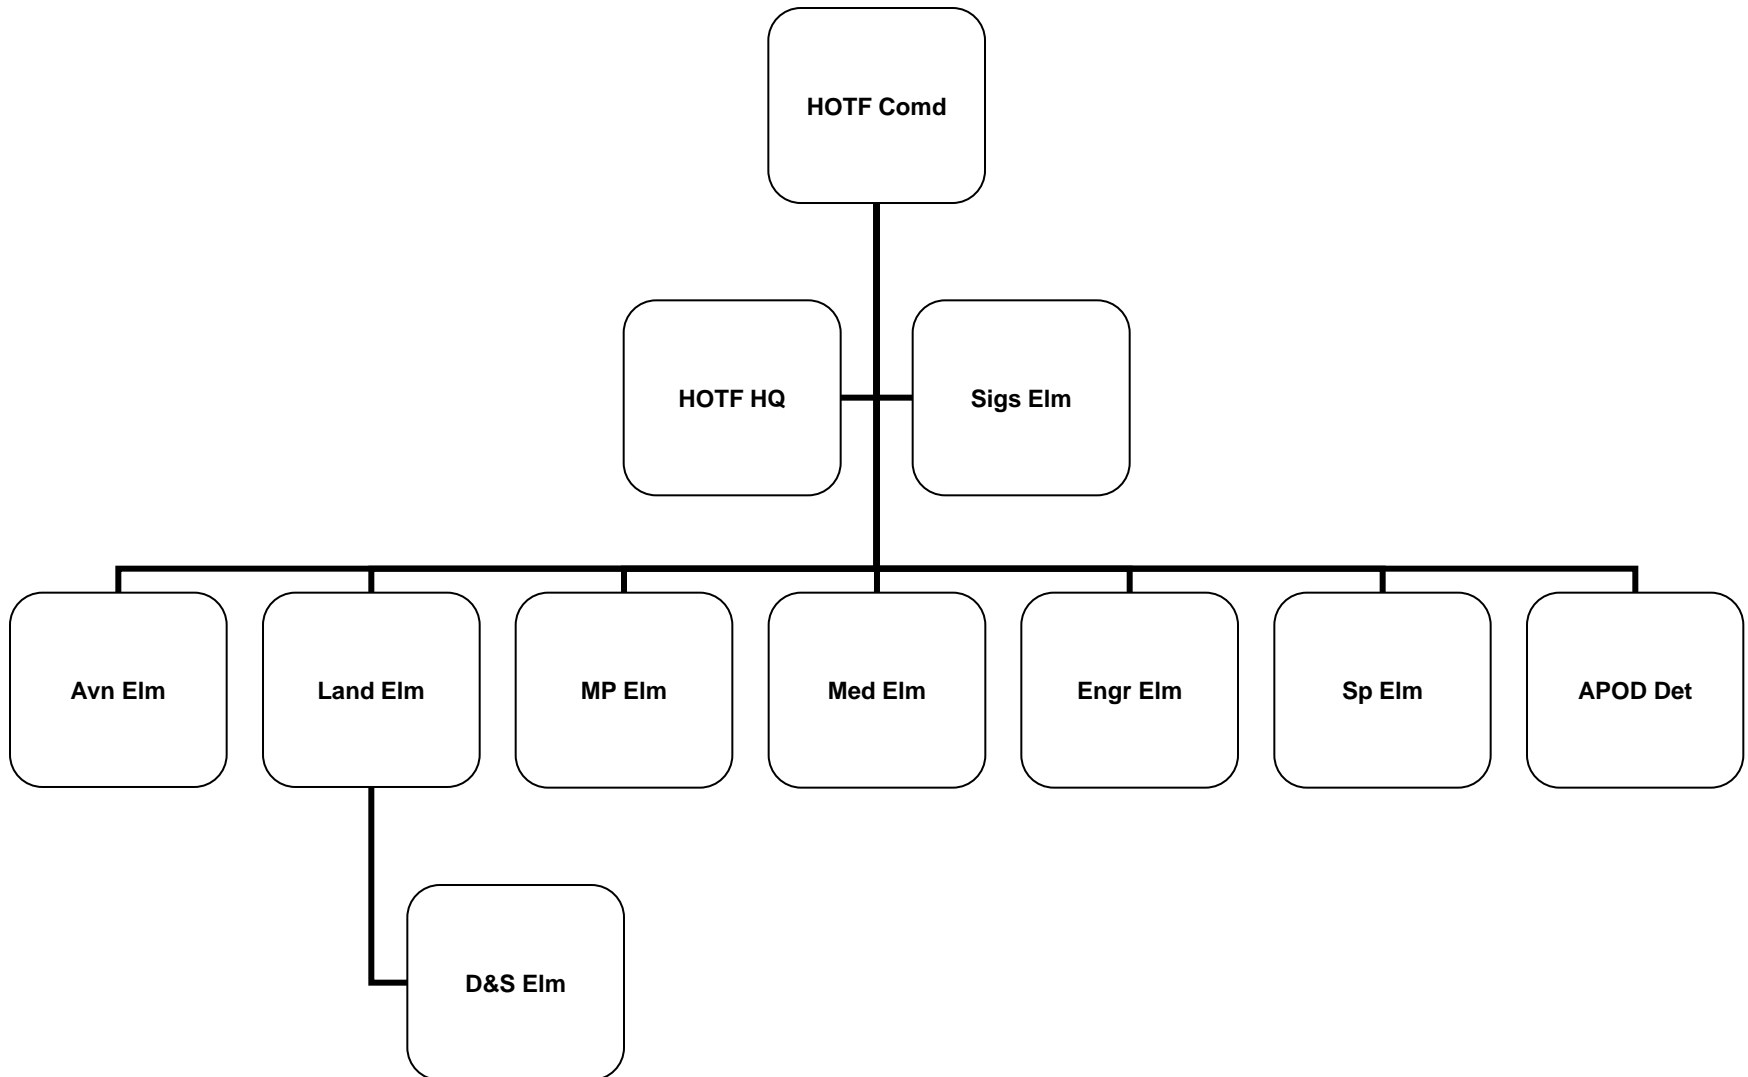 HOTF Comd
HOTF HQ
Sigs Elm
Avn Elm
Land Elm
MP Elm
Med Elm
Engr Elm
Sp Elm
APOD Det
D&S Elm